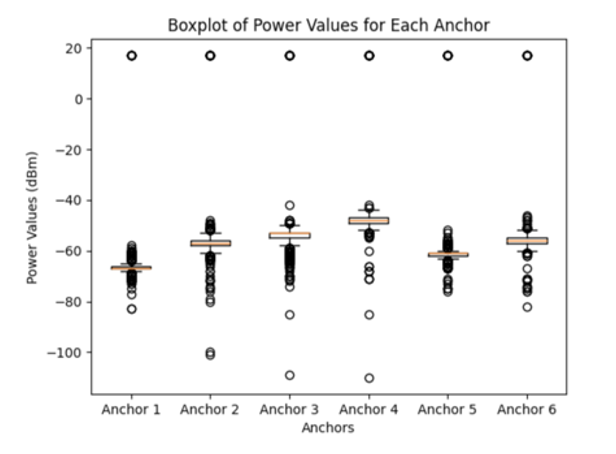 Boxplot of Power Values for Each Anchor
20
0
−20
−40
−60
−80
−100
Power Values (dBm)
Anchor 1 Anchor 2 Anchor 3 Anchor 4 Anchor 5 Anchor 6
Anchors